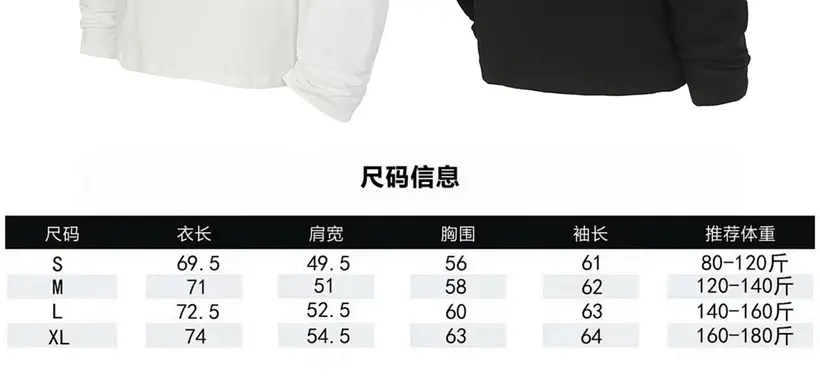 尺码信息
尺码 衣长 肩宽 胸围 袖长 推荐体重
S 69.5 49.5 56 61 80-120斤
M 71 51 58 62 120-140斤
L 72.5 52.5 60 63 140-160斤
XL 74 54.5 63 64 160-180斤